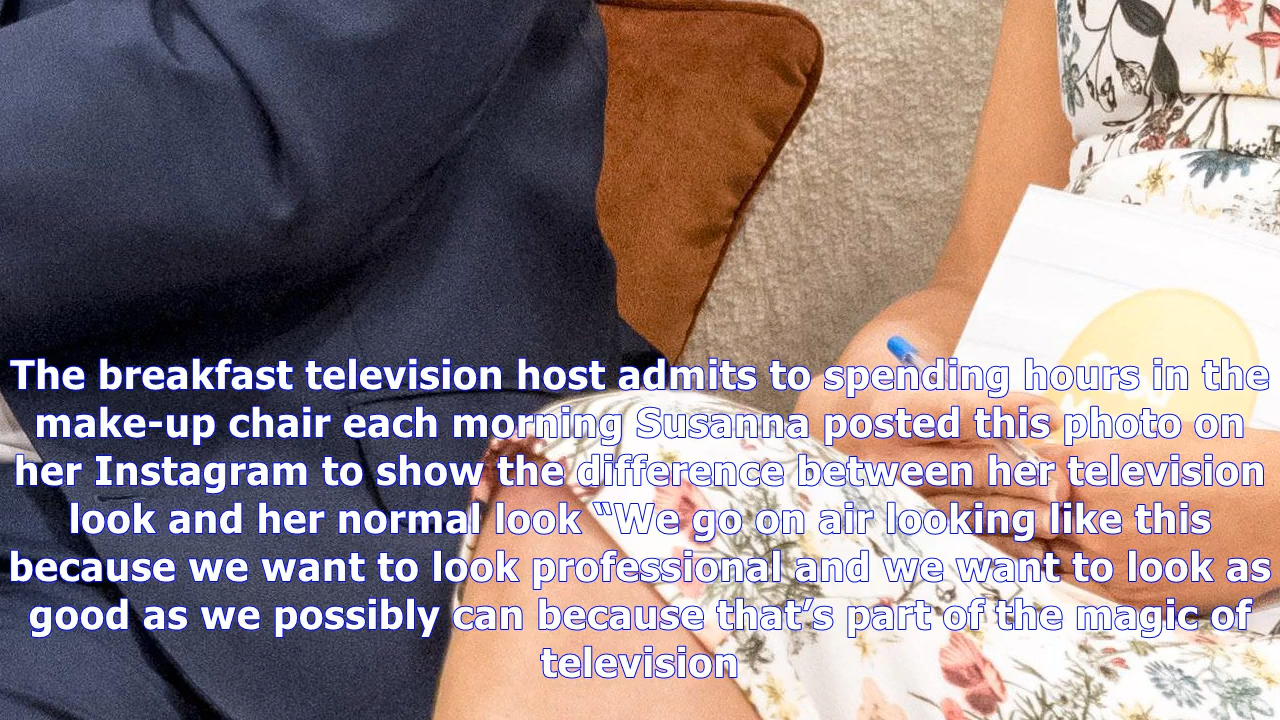 The breakfast television host admits to spending hours in the
make-up chair each morning Susanna posted this photo on
her Instagram to show the difference between her television
look and her normal look “We go on air looking like this
because we want to look professional and we want to look as
good as we possibly can because that’s part of the magic of
television